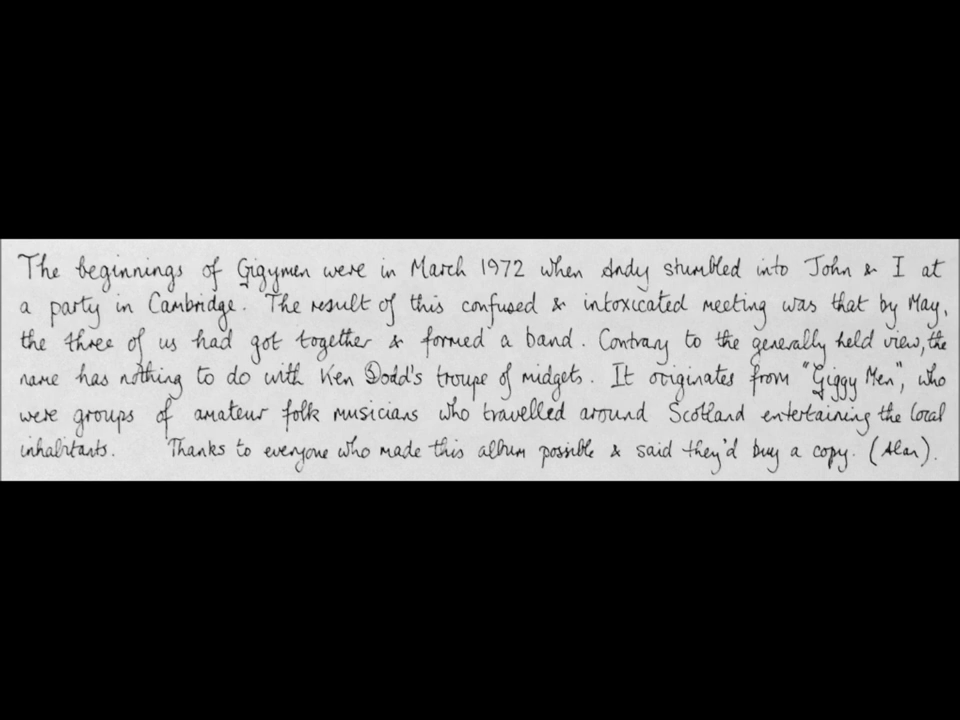 The beginnings of Gigymen were in March 1972 when Andy stumbled into John & I at
a party in Cambridge. The result of this confused & intoxicated meeting was that by May,
the three of us had got together & formed a band. Contrary to the generally held view, the
name has nothing to do with Ken Dodd's troupe of midgets. It originates from "Giggy Men", who
were groups of amateur folk musicians who travelled around Scotland entertaining the local
inhabitants. Thanks to everyone who made this album possible & said they'd buy a copy. (Alan).